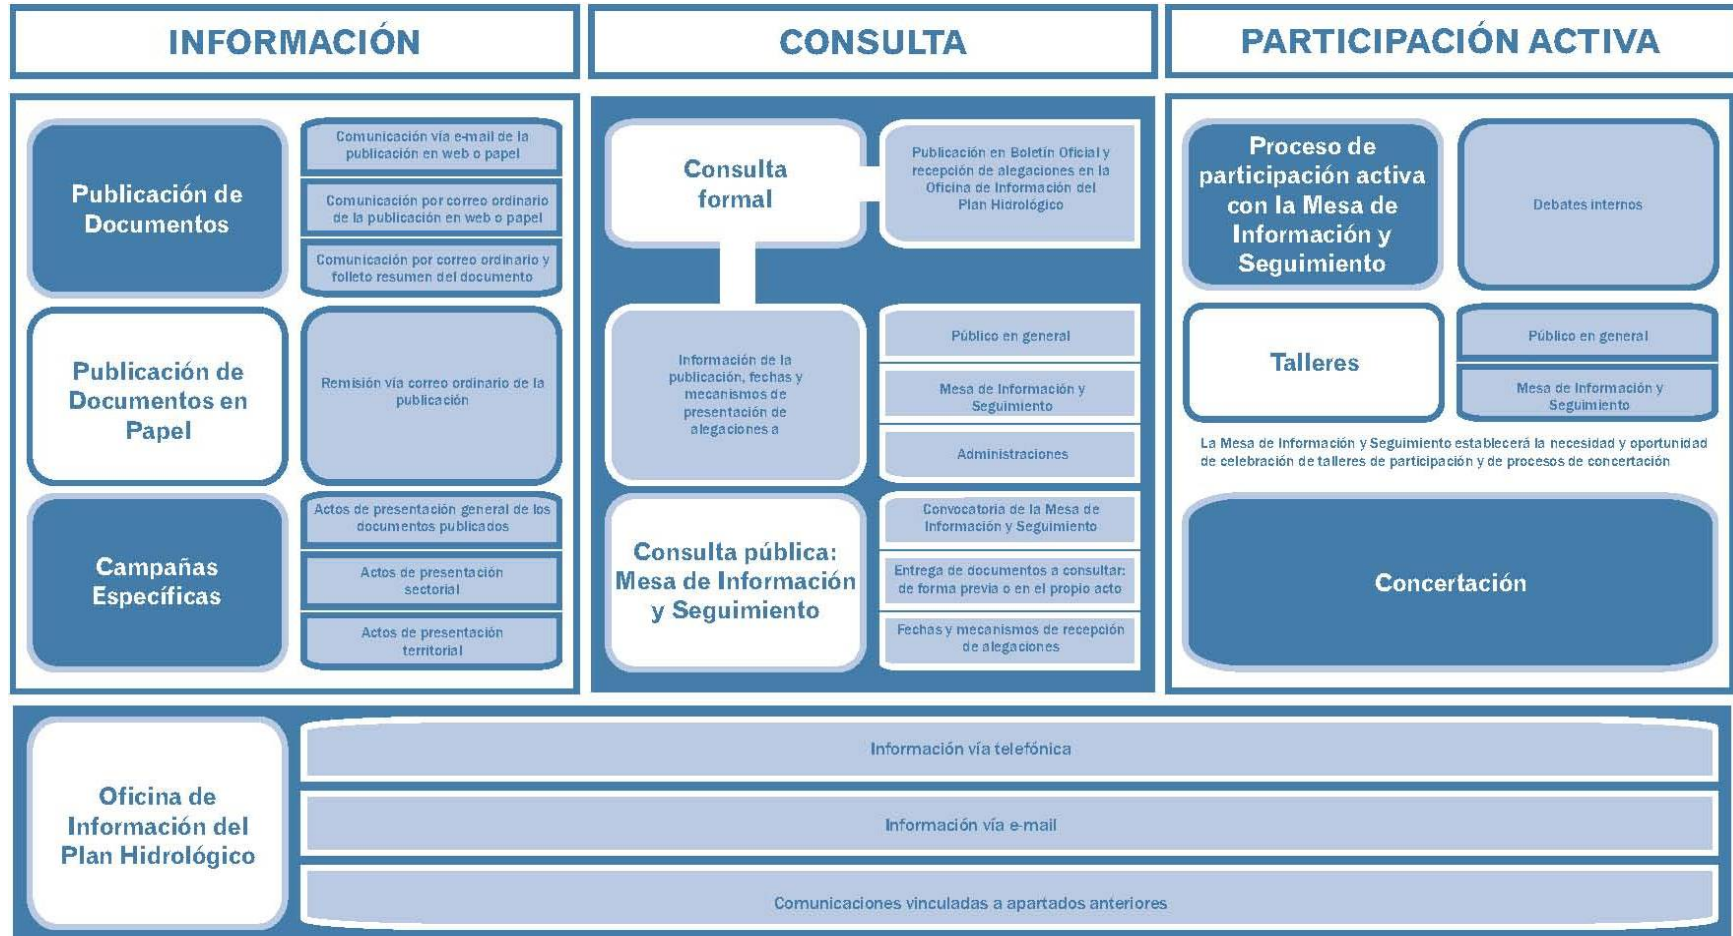 INFORMACIÓN
CONSULTA
PARTICIPACIÓN ACTIVA
Publicación de
Documentos
Comunicación vía e-mail de la
publicación en web o papel
Comunicación por correo ordinario
de la publicación en web o papel
Comunicación por correo ordinario y
folleto resumen del documento
Publicación de
Documentos en
Papel
Remisión vía correo ordinario de la
publicación
Campañas
Específicas
Actos de presentación general de los
documentos publicados
Actos de presentación
sectorial
Actos de presentación
territorial
Consulta
formal
Publicación en Boletín Oficial y
recepción de alegaciones en la
Oficina de Información del
Plan Hidrológico
Información de la
publicación, fechas y
mecanismos de
presentación de
alegaciones a
Público en general
Mesa de Información y
Seguimiento
Administraciones
Consulta pública:
Mesa de Información
y Seguimiento
Convocatoria de la Mesa de
Información y Seguimiento
Entrega de documentos a consultar:
de forma previa o en el propio acto
Fechas y mecanismos de recepción
de alegaciones
Proceso de
participación activa
con la Mesa de
Información y
Seguimiento
Debates internos
Talleres
Público en general
Mesa de Información y
Seguimiento
La Mesa de Información y Seguimiento establecerá la necesidad y oportunidad
de celebración de talleres de participación y de procesos de concertación
Concertación
Oficina de
Información del
Plan Hidrológico
Información vía telefónica
Información vía e-mail
Comunicaciones vinculadas a apartados anteriores